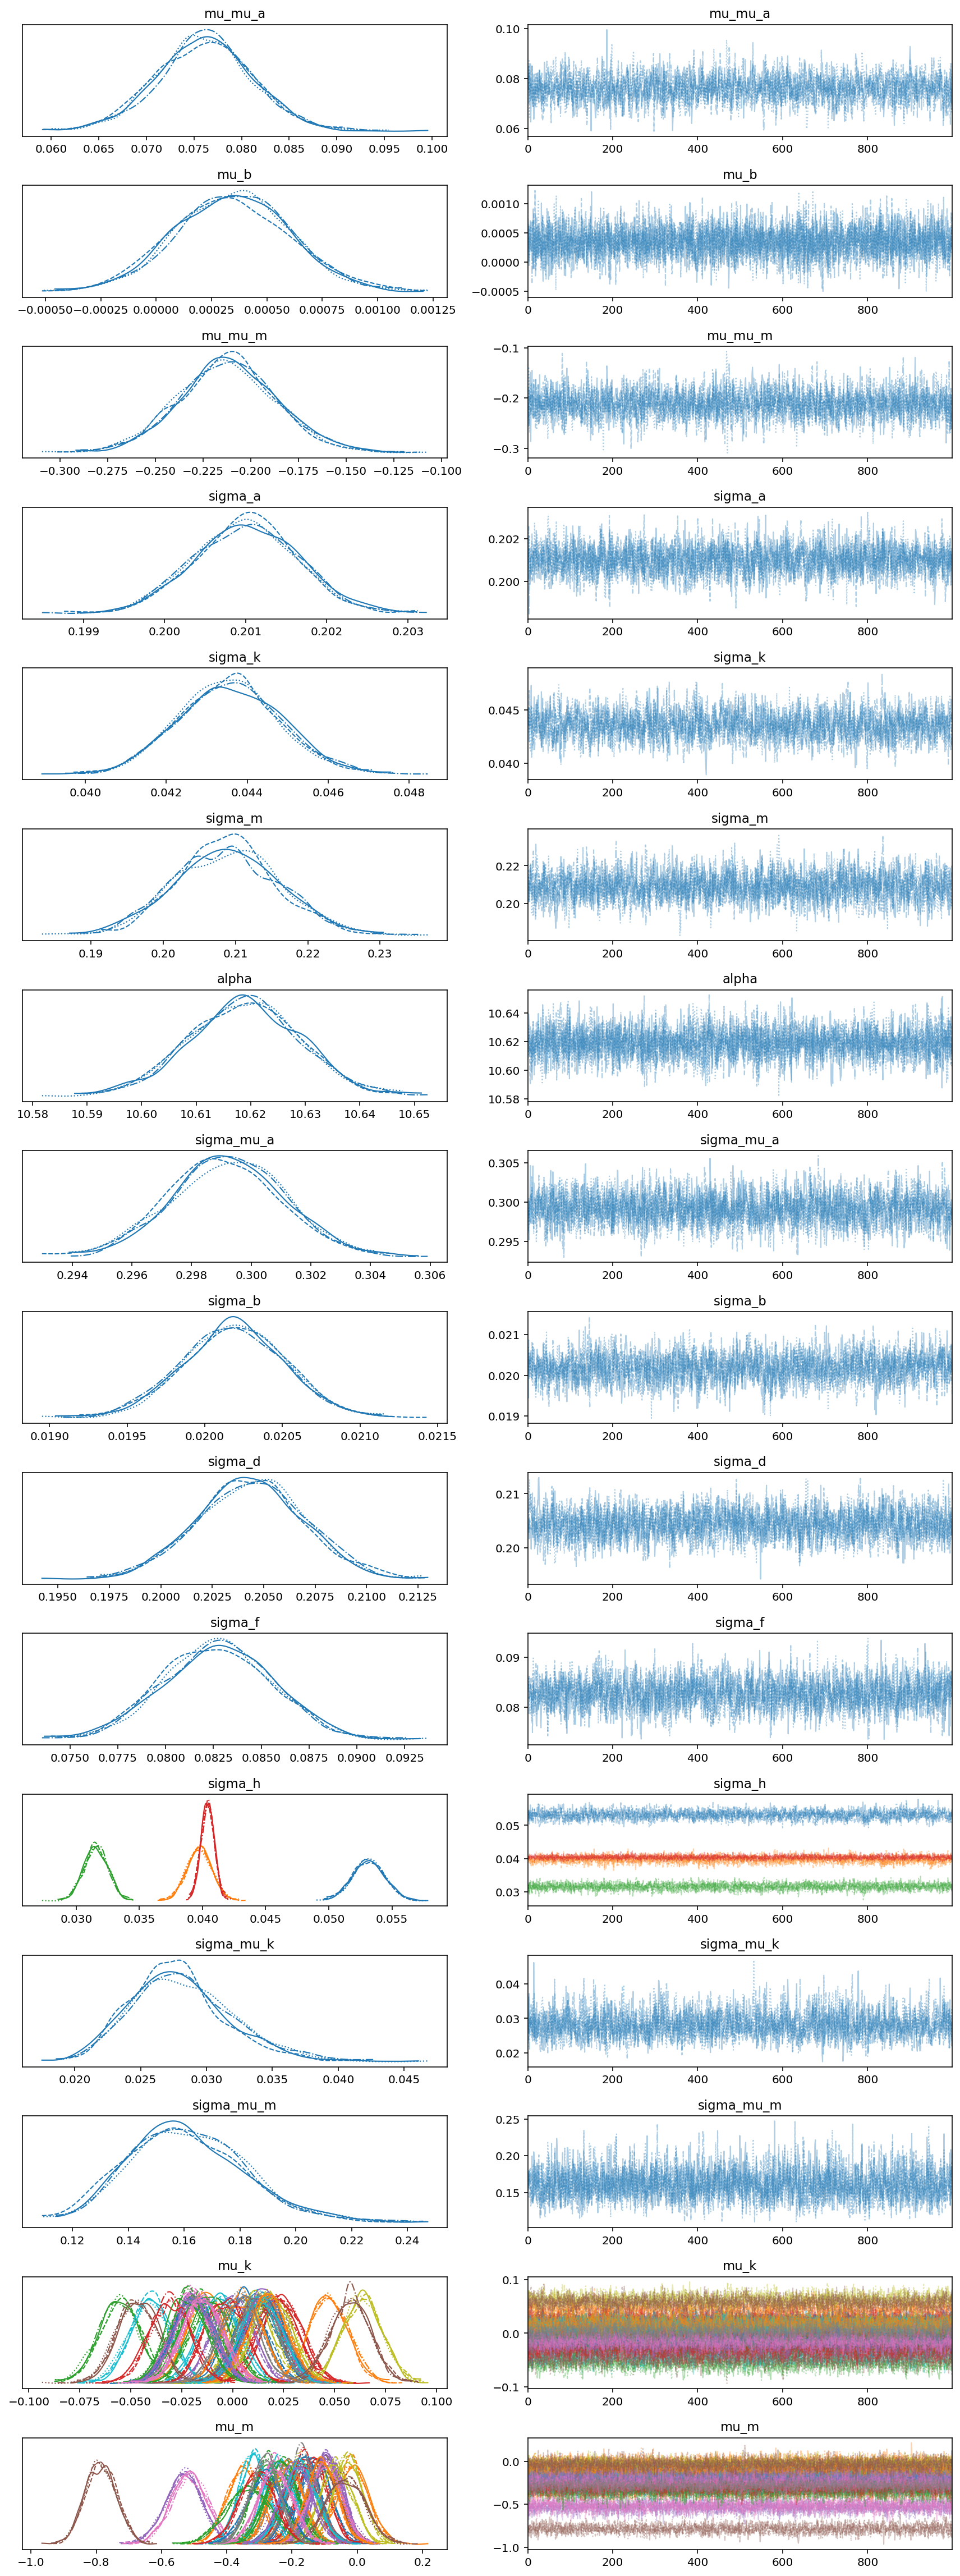 mu_mu_a mu_mu_a
0.10
0.08
0.06
0.060 0.065 0.070 0.075 0.080 0.085 0.090 0.095 0.100 0 200 400 600 800
mu_b mu_b
0.0010
0.0005
0.0000
−0.0005
−0.00050 −0.00025 0.00000 0.00025 0.00050 0.00075 0.00100 0.00125 0 200 400 600 800
mu_mu_m mu_mu_m
−0.1
−0.2
−0.3
−0.300 −0.275 −0.250 −0.225 −0.200 −0.175 −0.150 −0.125 −0.100 0 200 400 600 800
sigma_a sigma_a
0.202
0.200
0.199 0.200 0.201 0.202 0.203 0 200 400 600 800
sigma_k sigma_k
0.045
0.040
0.040 0.042 0.044 0.046 0.048 0 200 400 600 800
sigma_m sigma_m
0.22
0.20
0.19 0.20 0.21 0.22 0.23 0 200 400 600 800
alpha alpha
10.64
10.62
10.60
10.58
10.58 10.59 10.60 10.61 10.62 10.63 10.64 10.65 0 200 400 600 800
sigma_mu_a sigma_mu_a
0.305
0.300
0.295
0.294 0.296 0.298 0.300 0.302 0.304 0.306 0 200 400 600 800
sigma_b sigma_b
0.021
0.020
0.019
0.0190 0.0195 0.0200 0.0205 0.0210 0.0215 0 200 400 600 800
sigma_d sigma_d
0.21
0.20
0.1950 0.1975 0.2000 0.2025 0.2050 0.2075 0.2100 0.2125 0 200 400 600 800
sigma_f sigma_f
0.09
0.08
0.0750 0.0775 0.0800 0.0825 0.0850 0.0875 0.0900 0.0925 0 200 400 600 800
sigma_h sigma_h
0.05
0.04
0.03
0.030 0.035 0.040 0.045 0.050 0.055 0 200 400 600 800
sigma_mu_k sigma_mu_k
0.04
0.03
0.02
0.020 0.025 0.030 0.035 0.040 0.045 0 200 400 600 800
sigma_mu_m sigma_mu_m
0.25
0.20
0.15
0.12 0.14 0.16 0.18 0.20 0.22 0.24 0 200 400 600 800
mu_k mu_k
0.1
0.0
−0.1
−0.100 −0.075 −0.050 −0.025 0.000 0.025 0.050 0.075 0.100 0 200 400 600 800
mu_m mu_m
0.0
−0.5
−1.0
−1.0 −0.8 −0.6 −0.4 −0.2 0.0 0.2 0 200 400 600 800